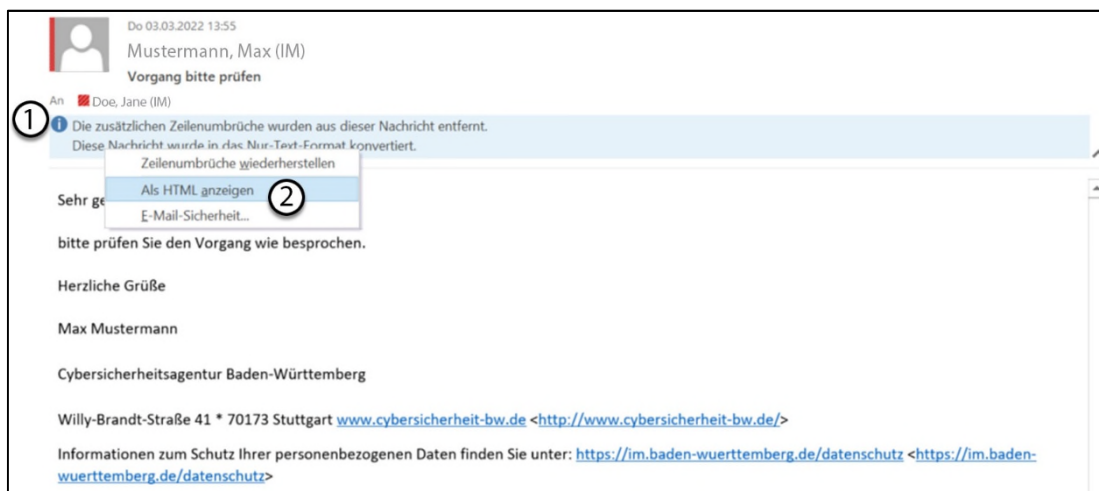 Do 03.03.2022 13:55
Mustermann, Max (IM)
Vorgang bitte prüfen
An Doe, Jane (IM)
1
Die zusätzlichen Zeilenumbrüche wurden aus dieser Nachricht entfernt.
Diese Nachricht wurde in das Nur-Text-Format konvertiert.
Zeilenumbrüche wiederherstellen
Als HTML anzeigen
2
E-Mail-Sicherheit...
Sehr ge
bitte prüfen Sie den Vorgang wie besprochen.
Herzliche Grüße
Max Mustermann
Cybersicherheitsagentur Baden-Württemberg
Willy-Brandt-Straße 41 * 70173 Stuttgart www.cybersicherheit-bw.de <http://www.cybersicherheit-bw.de/>
Informationen zum Schutz Ihrer personenbezogenen Daten finden Sie unter: https://im.baden-wuerttemberg.de/datenschutz <https://im.baden-
wuerttemberg.de/datenschutz>